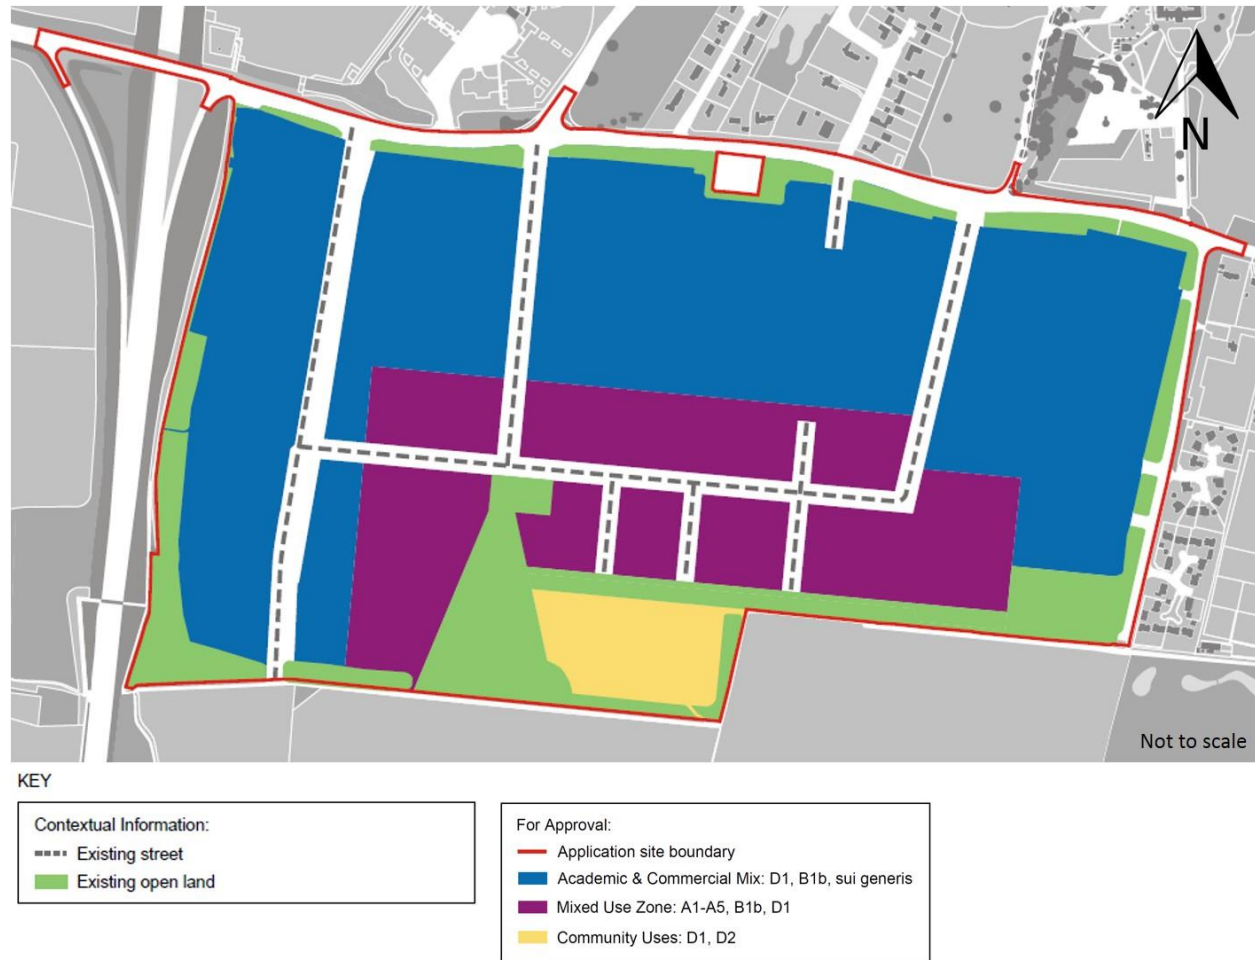 N
Not to scale
KEY
Contextual Information:
Existing street
Existing open land
For Approval:
Application site boundary
Academic & Commercial Mix: D1, B1b, sui generis
Mixed Use Zone: A1-A5, B1b, D1
Community Uses: D1, D2